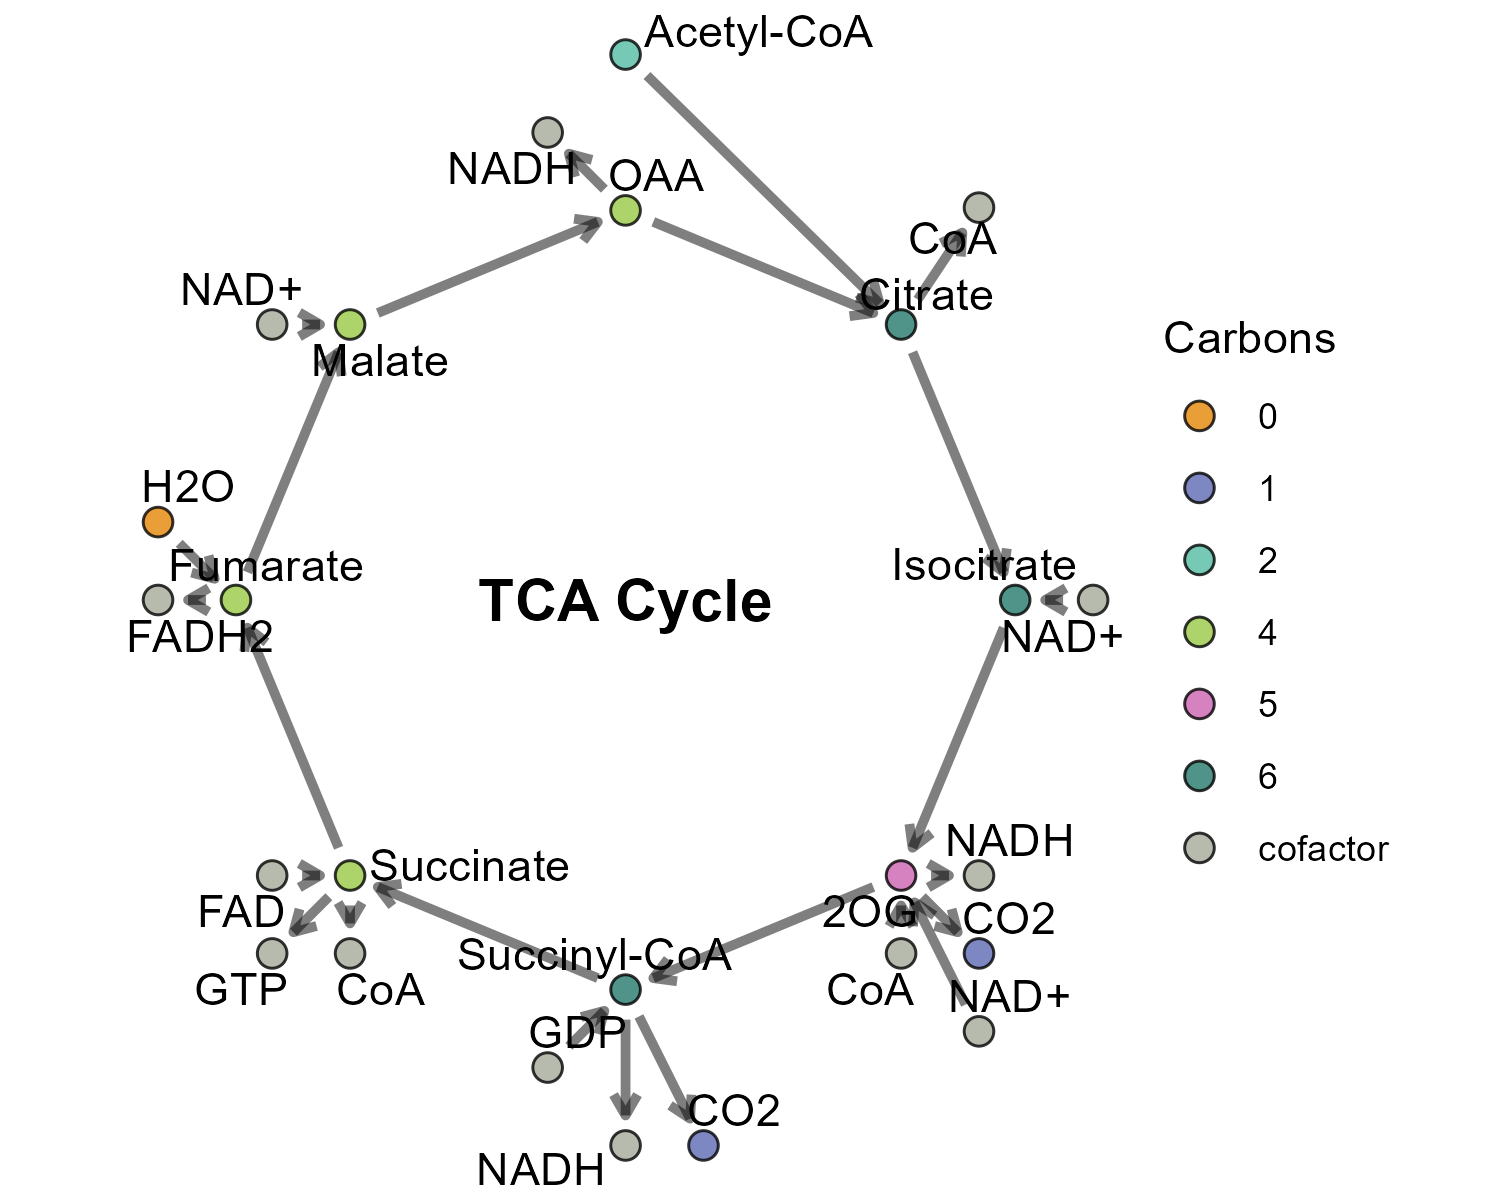 Acetyl-CoA
NADH
OAA
CoA
NAD+
Citrate
Malate
Carbons
0
H2O
1
Fumarate
Isocitrate
2
TCA Cycle
FADH2
NAD+
4
5
6
NADH
cofactor
Succinate
FAD
2OG
CO2
Succinyl-CoA
GTP
CoA
CoA
NAD+
GDP
CO2
NADH